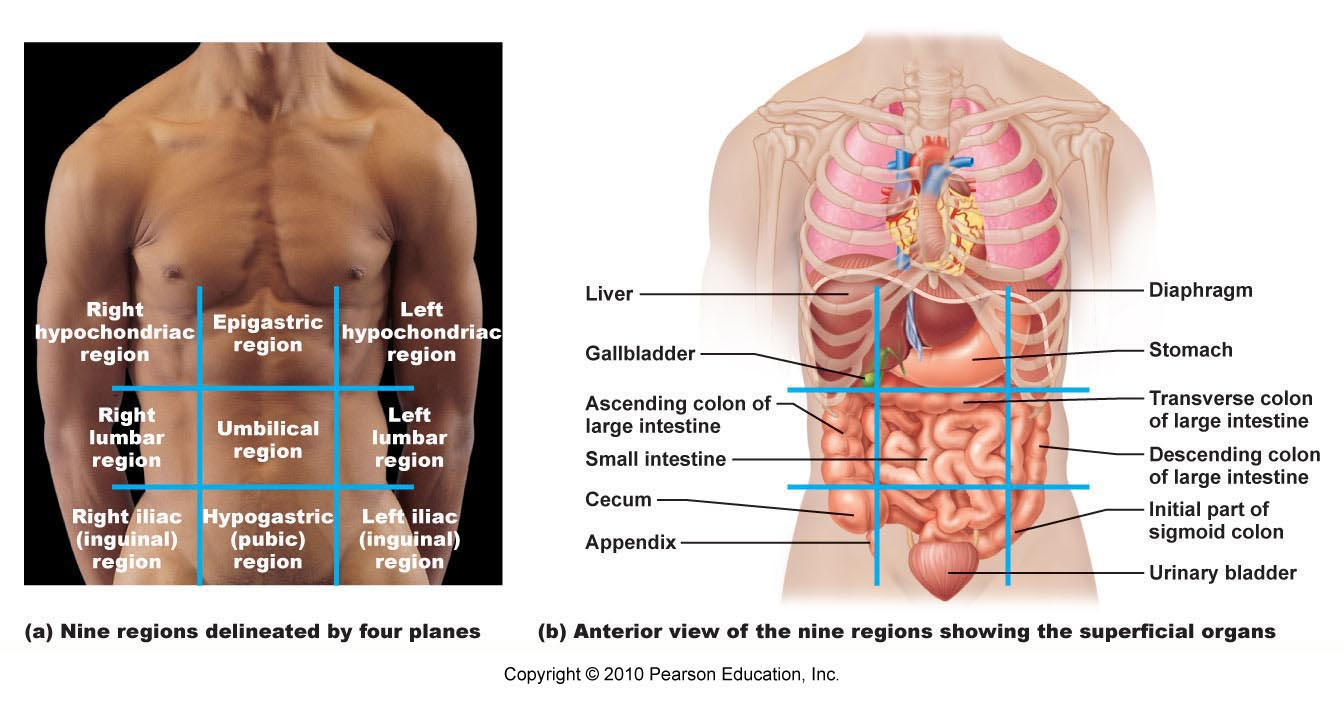 Right
hypochondriac
region
Epigastric
region
Left
hypochondriac
region
Right
lumbar
region
Umbilical
region
Left
lumbar
region
Right iliac
(inguinal)
region
Hypogastric
(pubic)
region
Left iliac
(inguinal)
region
(a) Nine regions delineated by four planes
Liver
Gallbladder
Ascending colon of
large intestine
Small intestine
Cecum
Appendix
Diaphragm
Stomach
Transverse colon
of large intestine
Descending colon
of large intestine
Initial part of
sigmoid colon
Urinary bladder
(b) Anterior view of the nine regions showing the superficial organs
Copyright © 2010 Pearson Education, Inc.